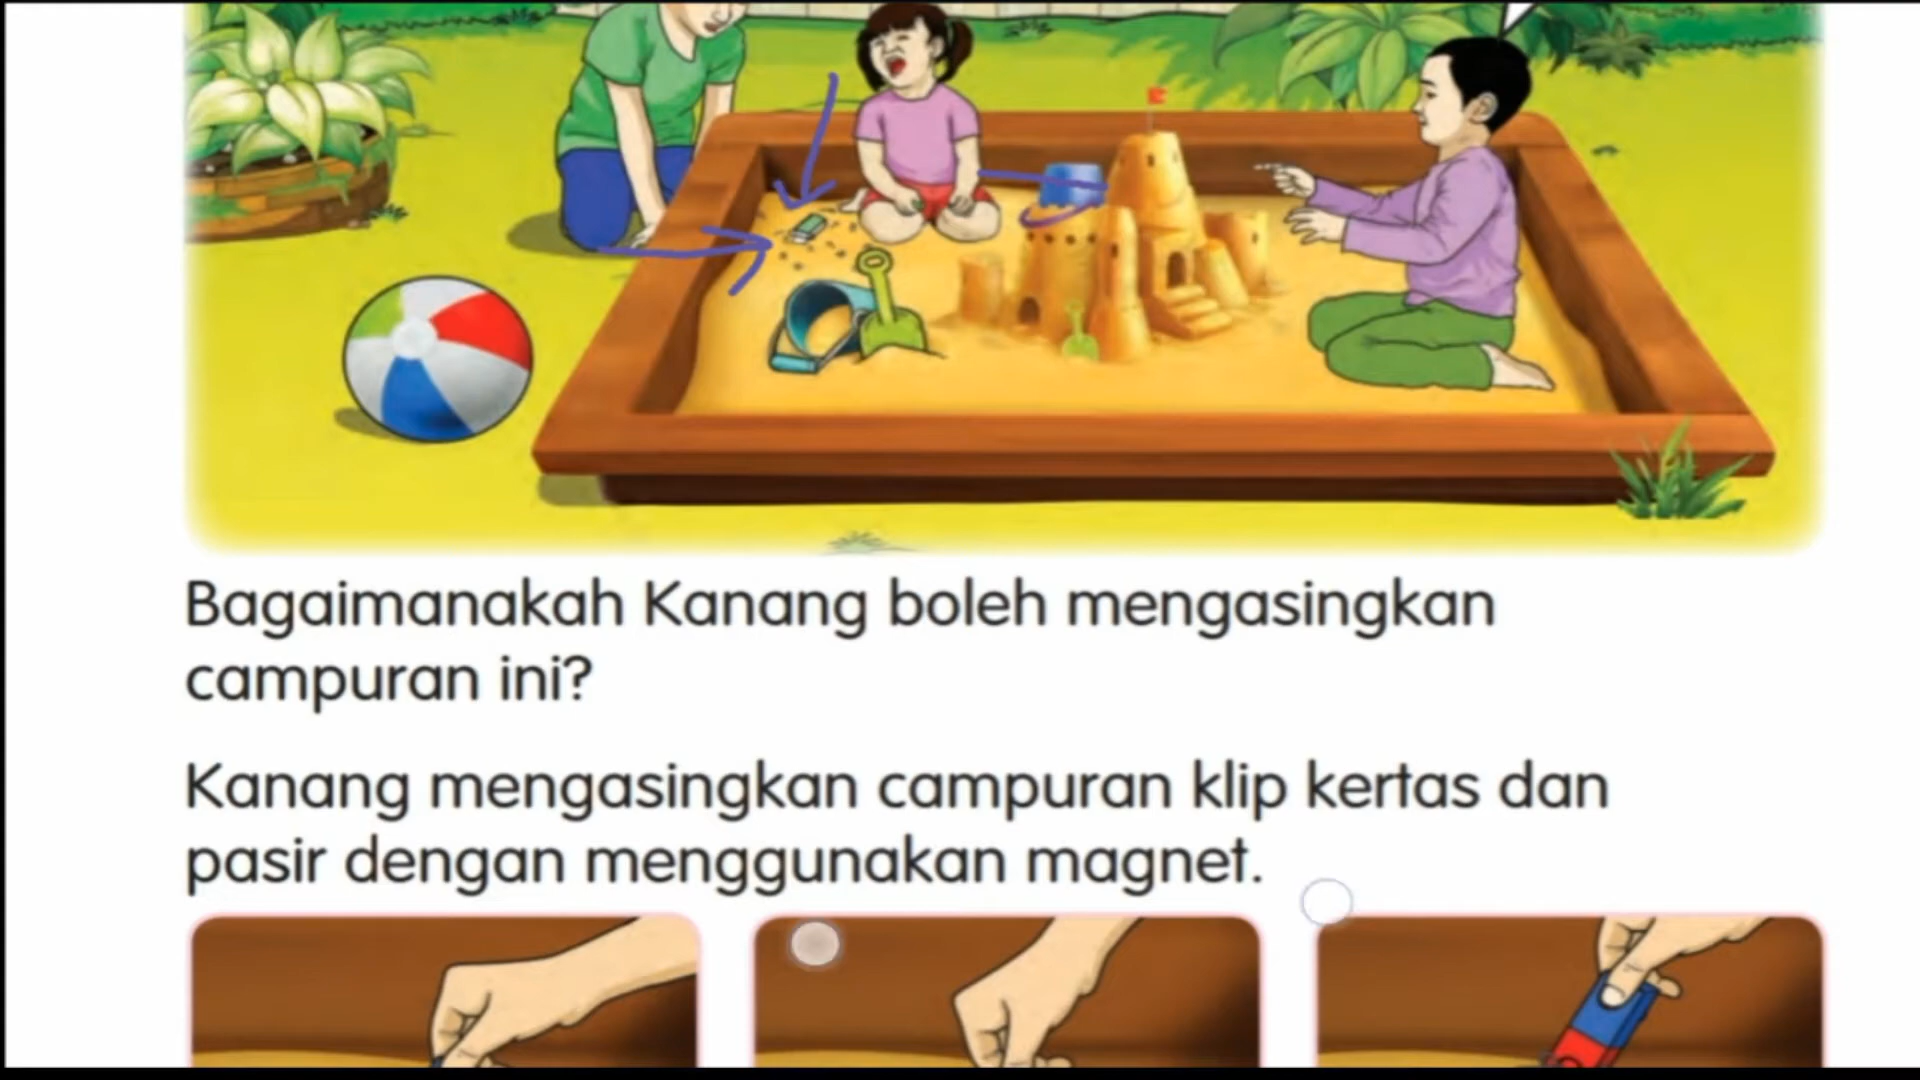 Bagaimanakah Kanang boleh mengasingkan
campuran ini?
Kanang mengasingkan campuran klip kertas dan
pasir dengan menggunakan magnet.